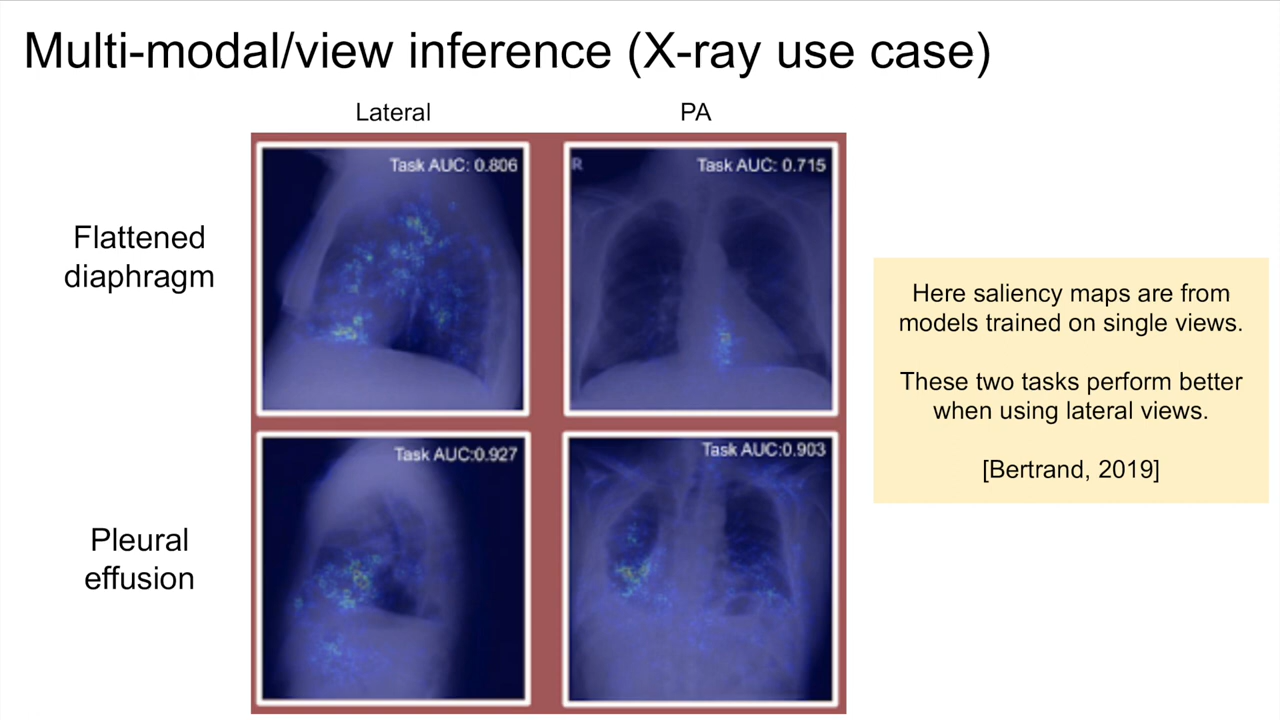 Multi-modal/view inference (X-ray use case)
Lateral
PA
Flattened
diaphragm
Task AUC: 0.806
R
Task AUC: 0.715
Pleural
effusion
Task AUC:0.927
Task AUC:0.903
Here saliency maps are from
models trained on single views.
These two tasks perform better
when using lateral views.
[Bertrand, 2019]